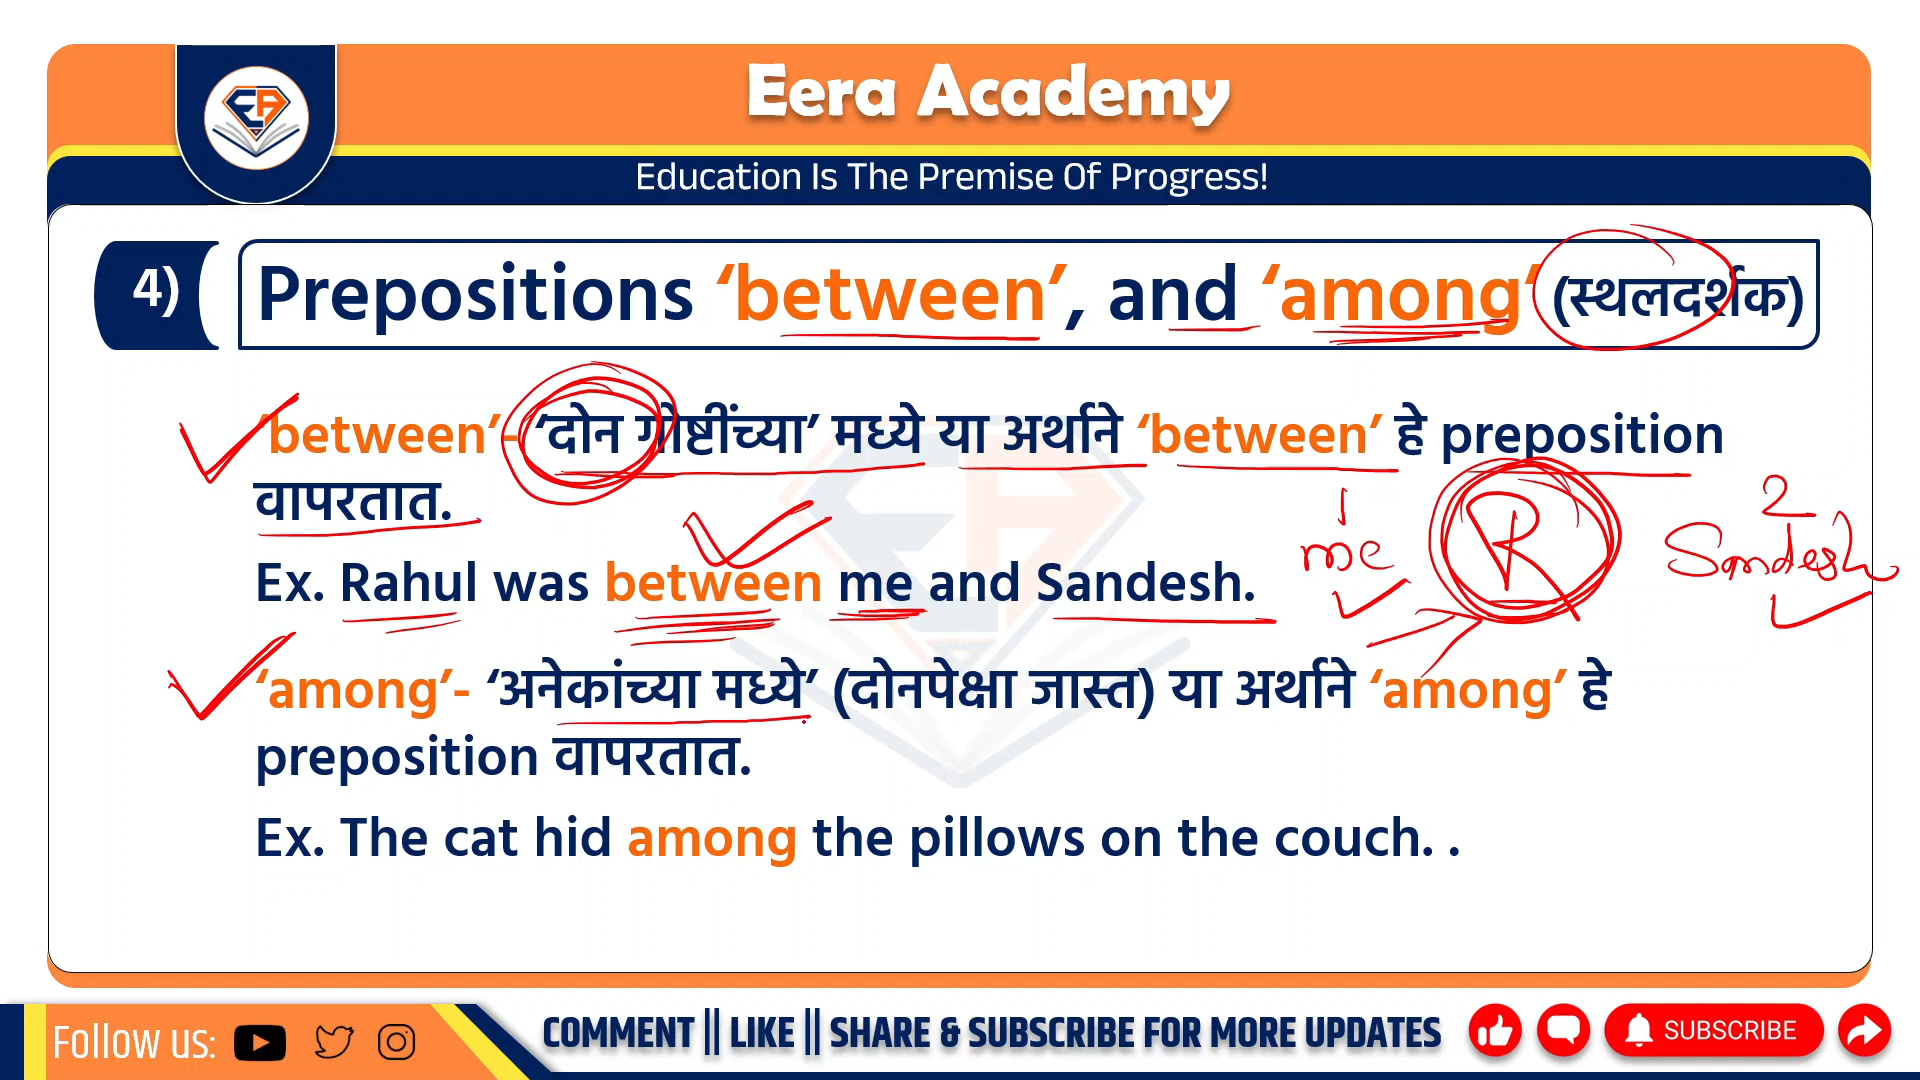 Eera Academy
Education Is The Premise Of Progress!
4)
Prepositions ‘between’, and ‘among‘ (स्थलदर्शक)
‘between’- ‘दोन गोष्टींच्या’ मध्ये या अर्थाने ‘between’ हे preposition
वापरतात.
1
2
me
R
Sandesh
Ex. Rahul was between me and Sandesh.
‘among’- ‘अनेकांच्या मध्ये’ (दोनपेक्षा जास्त) या अर्थाने ‘among’ हे
preposition वापरतात.
Ex. The cat hid among the pillows on the couch. .
Follow us:
COMMENT || LIKE || SHARE & SUBSCRIBE FOR MORE UPDATES
SUBSCRIBE